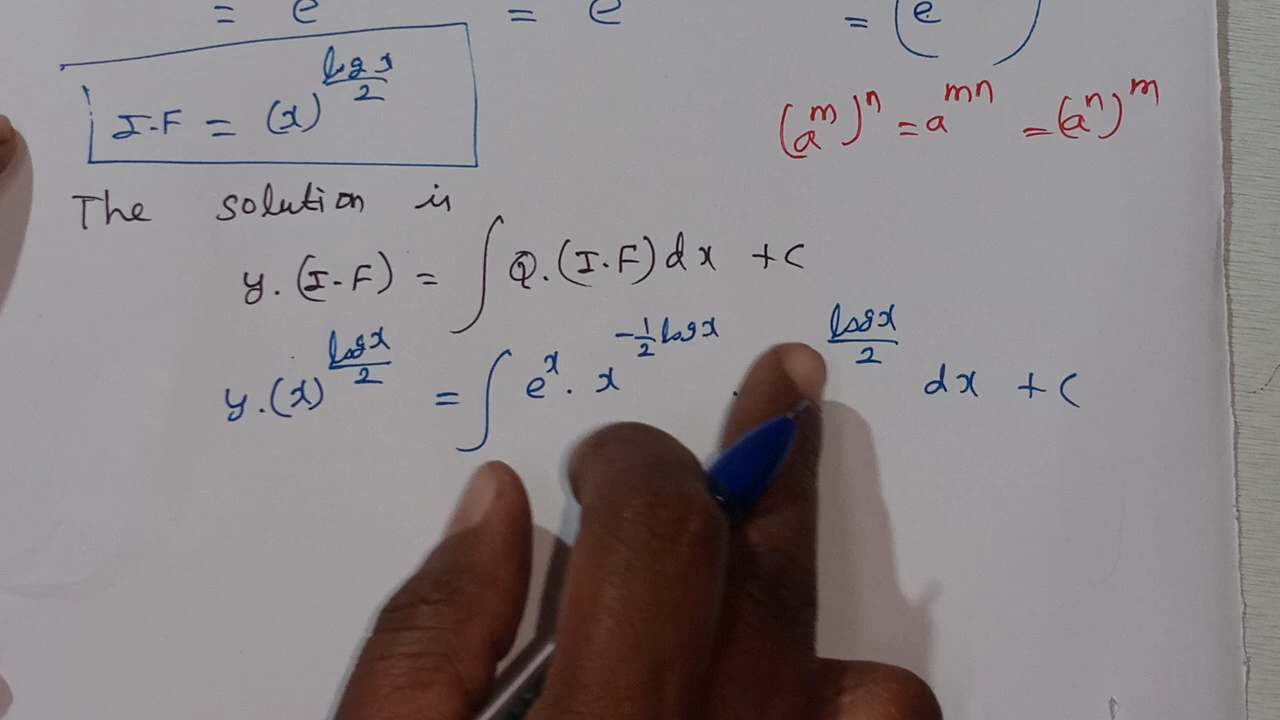 = e = e = (e )
I.F = (x)^(log x / 2)
(a^m)^n = a^(mn) = (a^n)^m
The solution is
y.(I.F) = ∫ Q.(I.F) dx + C
y.(x)^(log x / 2) = ∫ e^x . x^(-1/2 log x) . ^(log x / 2) dx + C